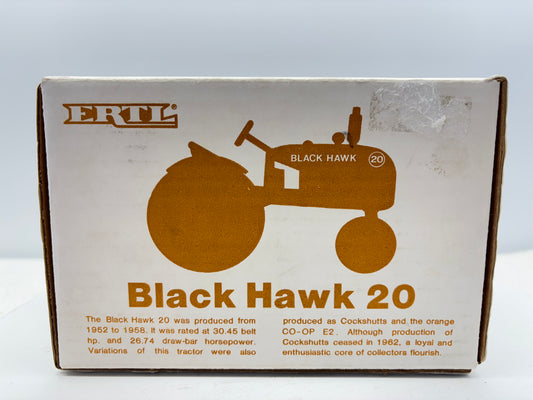 ERTL®
BLACK HAWK 20
Black Hawk 20
The Black Hawk 20 was produced from
1952 to 1958. It was rated at 30.45 belt
hp. and 26.74 draw-bar horsepower.
Variations of this tractor were also
produced as Cockshutts and the orange
CO-OP E2. Although production of
Cockshutts ceased in 1962, a loyal and
enthusiastic core of collectors flourish.